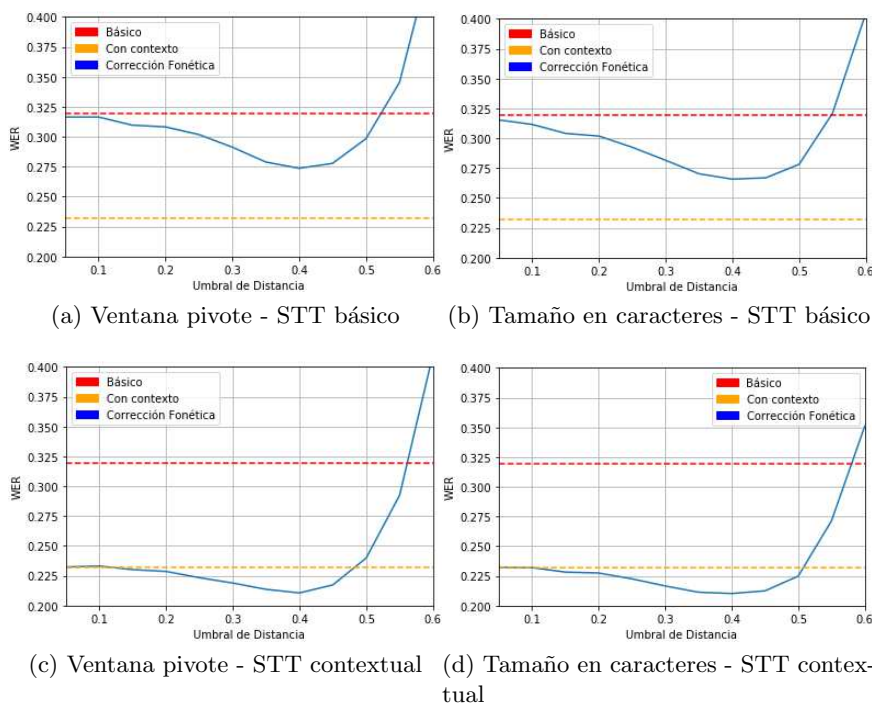 0.400
0.375
0.350
0.325
0.300
0.275
0.250
0.225
0.200
WER
Básico
Con contexto
Corrección Fonética
0.1 0.2 0.3 0.4 0.5 0.6
Umbral de Distancia
(a) Ventana pivote - STT básico
0.400
0.375
0.350
0.325
0.300
0.275
0.250
0.225
0.200
WER
Básico
Con contexto
Corrección Fonética
0.1 0.2 0.3 0.4 0.5 0.6
Umbral de Distancia
(b) Tamaño en caracteres - STT básico
0.400
0.375
0.350
0.325
0.300
0.275
0.250
0.225
0.200
WER
Básico
Con contexto
Corrección Fonética
0.1 0.2 0.3 0.4 0.5 0.6
Umbral de Distancia
(c) Ventana pivote - STT contextual
0.400
0.375
0.350
0.325
0.300
0.275
0.250
0.225
0.200
WER
Básico
Con contexto
Corrección Fonética
0.1 0.2 0.3 0.4 0.5 0.6
Umbral de Distancia
(d) Tamaño en caracteres - STT contex-
tual